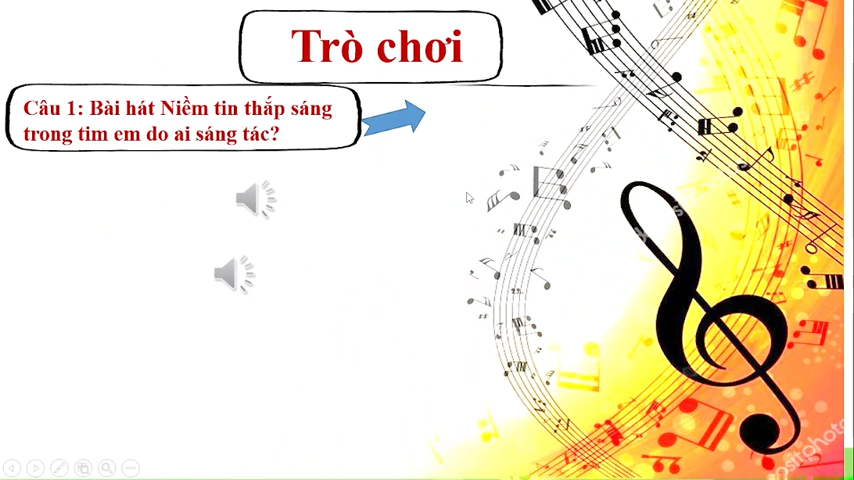 Trò chơi
Câu 1: Bài hát Niềm tin thắp sáng
trong tim em do ai sáng tác?